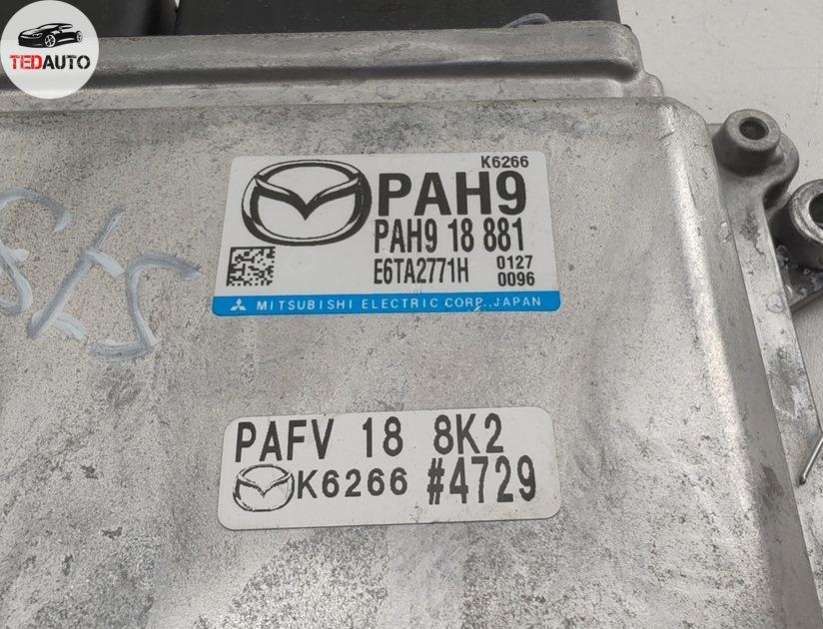 TEDAUTO
K6266
PAH9
PAH9 18 881
E6TA2771H 0127
0096
MITSUBISHI ELECTRIC CORP., JAPAN
PAFV 18 8K2
K6266 #4729